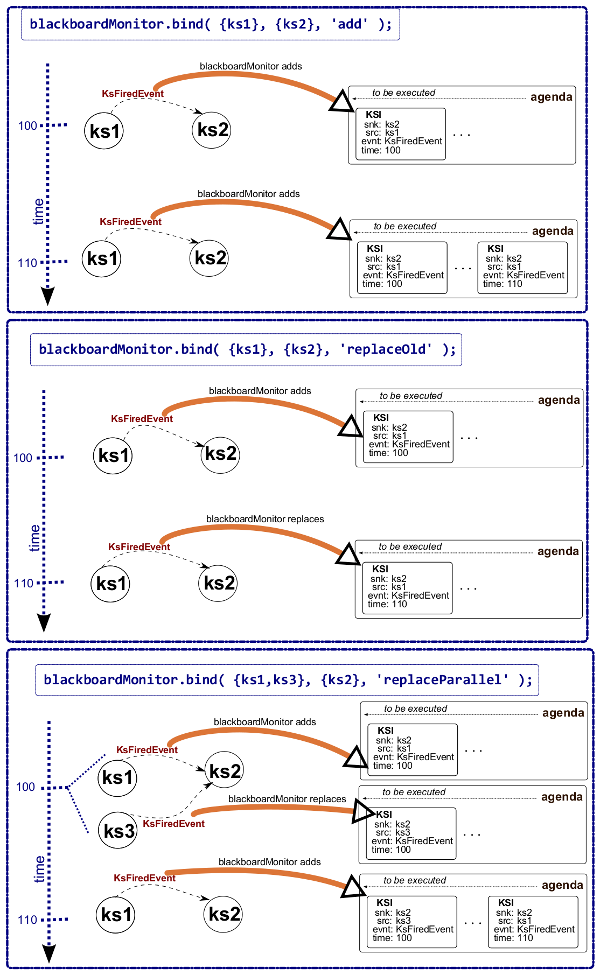 blackboardMonitor.bind( {ks1}, {ks2}, 'add' );
blackboardMonitor adds
KsFiredEvent
to be executed
agenda
100
ks1
ks2
KSI
snk: ks2
src: ks1
evnt: KsFiredEvent
time: 100
. . .
time
blackboardMonitor adds
KsFiredEvent
to be executed
agenda
110
ks1
ks2
KSI
snk: ks2
src: ks1
evnt: KsFiredEvent
time: 100
. . .
KSI
snk: ks2
src: ks1
evnt: KsFiredEvent
time: 110
blackboardMonitor.bind( {ks1}, {ks2}, 'replaceOld' );
blackboardMonitor adds
KsFiredEvent
to be executed
agenda
100
ks1
ks2
KSI
snk: ks2
src: ks1
evnt: KsFiredEvent
time: 100
. . .
time
blackboardMonitor replaces
KsFiredEvent
to be executed
agenda
110
ks1
ks2
KSI
snk: ks2
src: ks1
evnt: KsFiredEvent
time: 110
. . .
blackboardMonitor.bind( {ks1,ks3}, {ks2}, 'replaceParallel' );
blackboardMonitor adds
KsFiredEvent
to be executed
agenda
100
ks1
ks2
KSI
snk: ks2
src: ks1
evnt: KsFiredEvent
time: 100
. . .
blackboardMonitor replaces
ks3
KsFiredEvent
to be executed
agenda
KSI
snk: ks2
src: ks3
evnt: KsFiredEvent
time: 100
. . .
time
blackboardMonitor adds
KsFiredEvent
to be executed
agenda
110
ks1
ks2
KSI
snk: ks2
src: ks3
evnt: KsFiredEvent
time: 100
. . .
KSI
snk: ks2
src: ks1
evnt: KsFiredEvent
time: 110